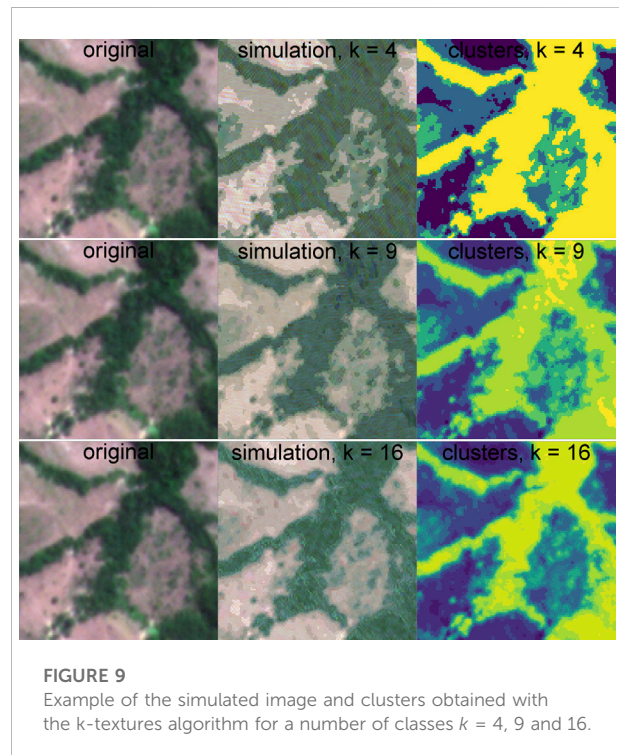 original
simulation, k = 4
clusters, k = 4
original
simulation, k = 9
clusters, k = 9
original
simulation, k = 16
clusters, k = 16
FIGURE 9
Example of the simulated image and clusters obtained with
the k-textures algorithm for a number of classes k = 4, 9 and 16.